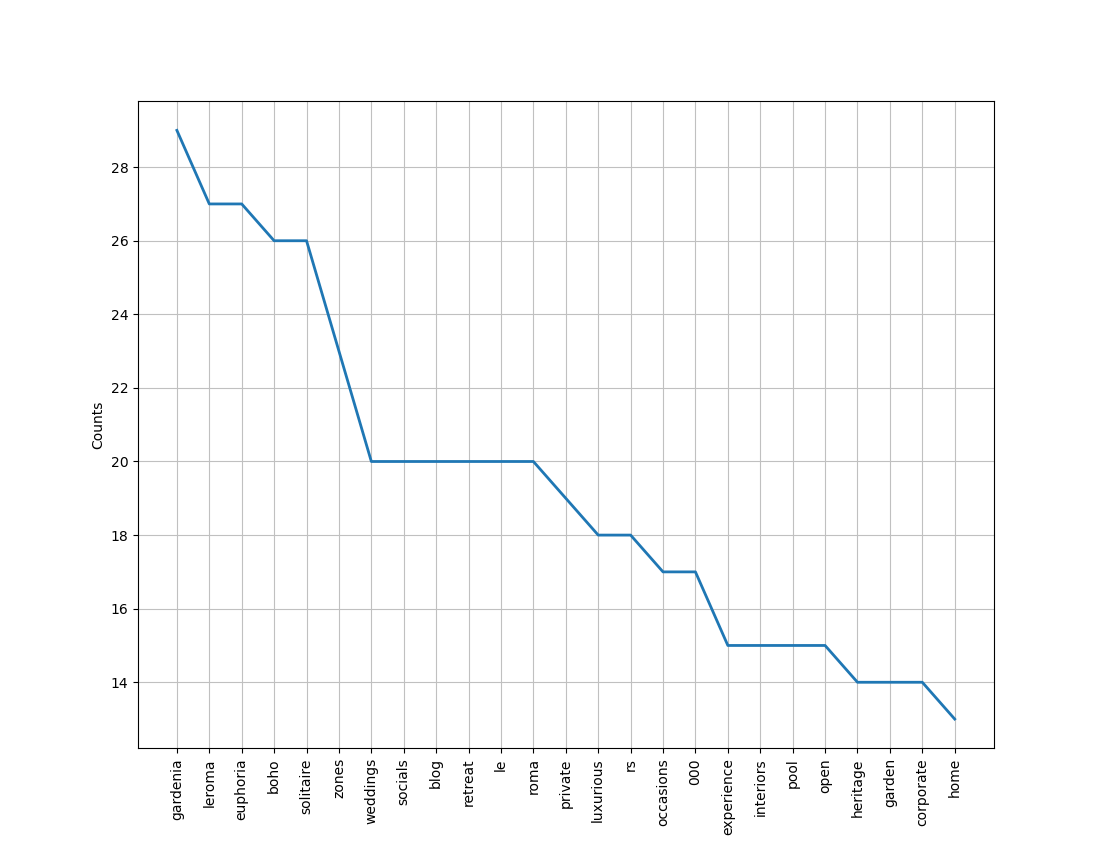 28
26
24
22
20
18
16
14
Counts
gardenia
leroma
euphoria
boho
solitaire
zones
weddings
socials
blog
retreat
le
roma
private
luxurious
rs
occasions
000
experience
interiors
pool
open
heritage
garden
corporate
home